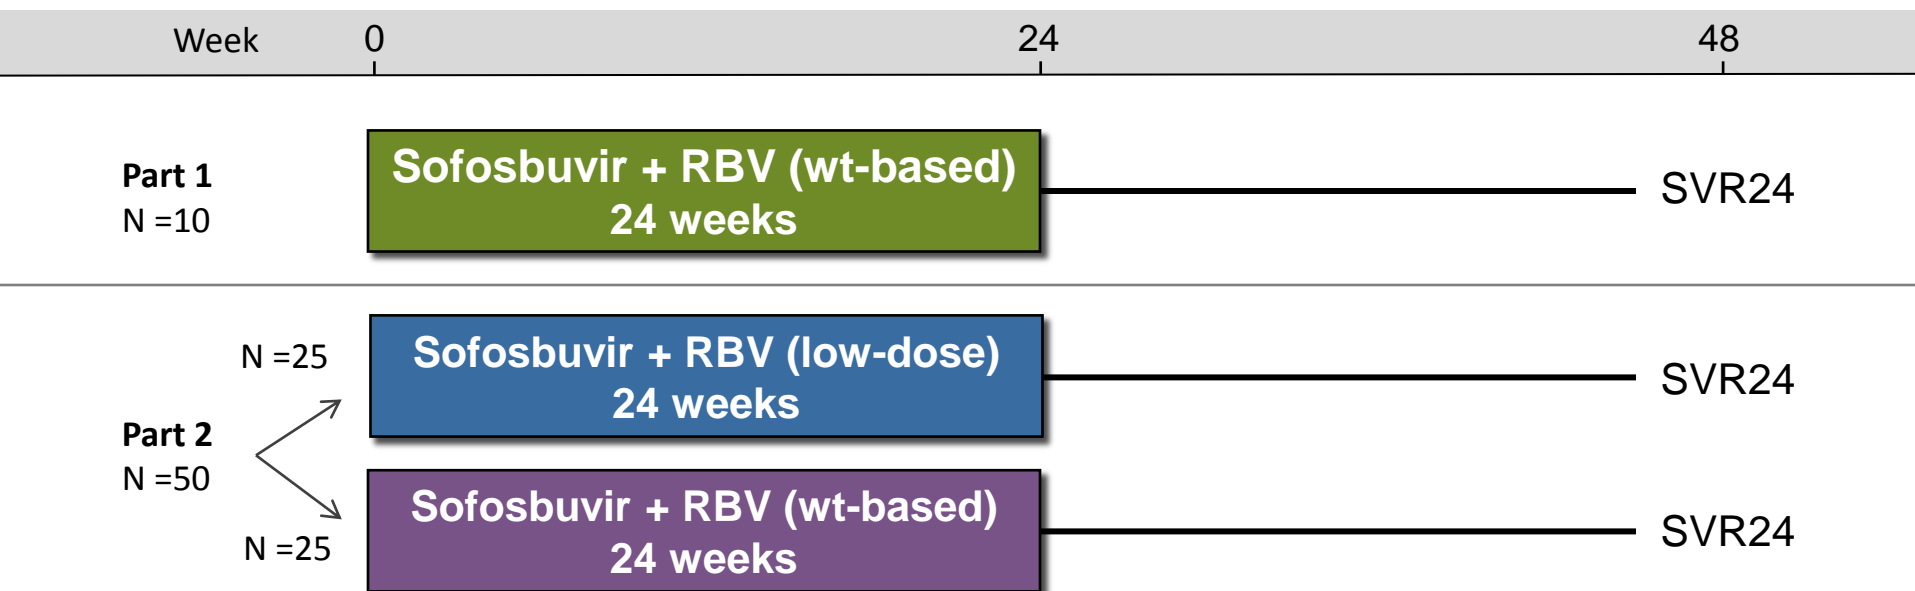 Week 0 24 48
Part 1
N =10
Sofosbuvir + RBV (wt-based)
24 weeks
SVR24
N =25
Sofosbuvir + RBV (low-dose)
24 weeks
SVR24
Part 2
N =50
N =25
Sofosbuvir + RBV (wt-based)
24 weeks
SVR24